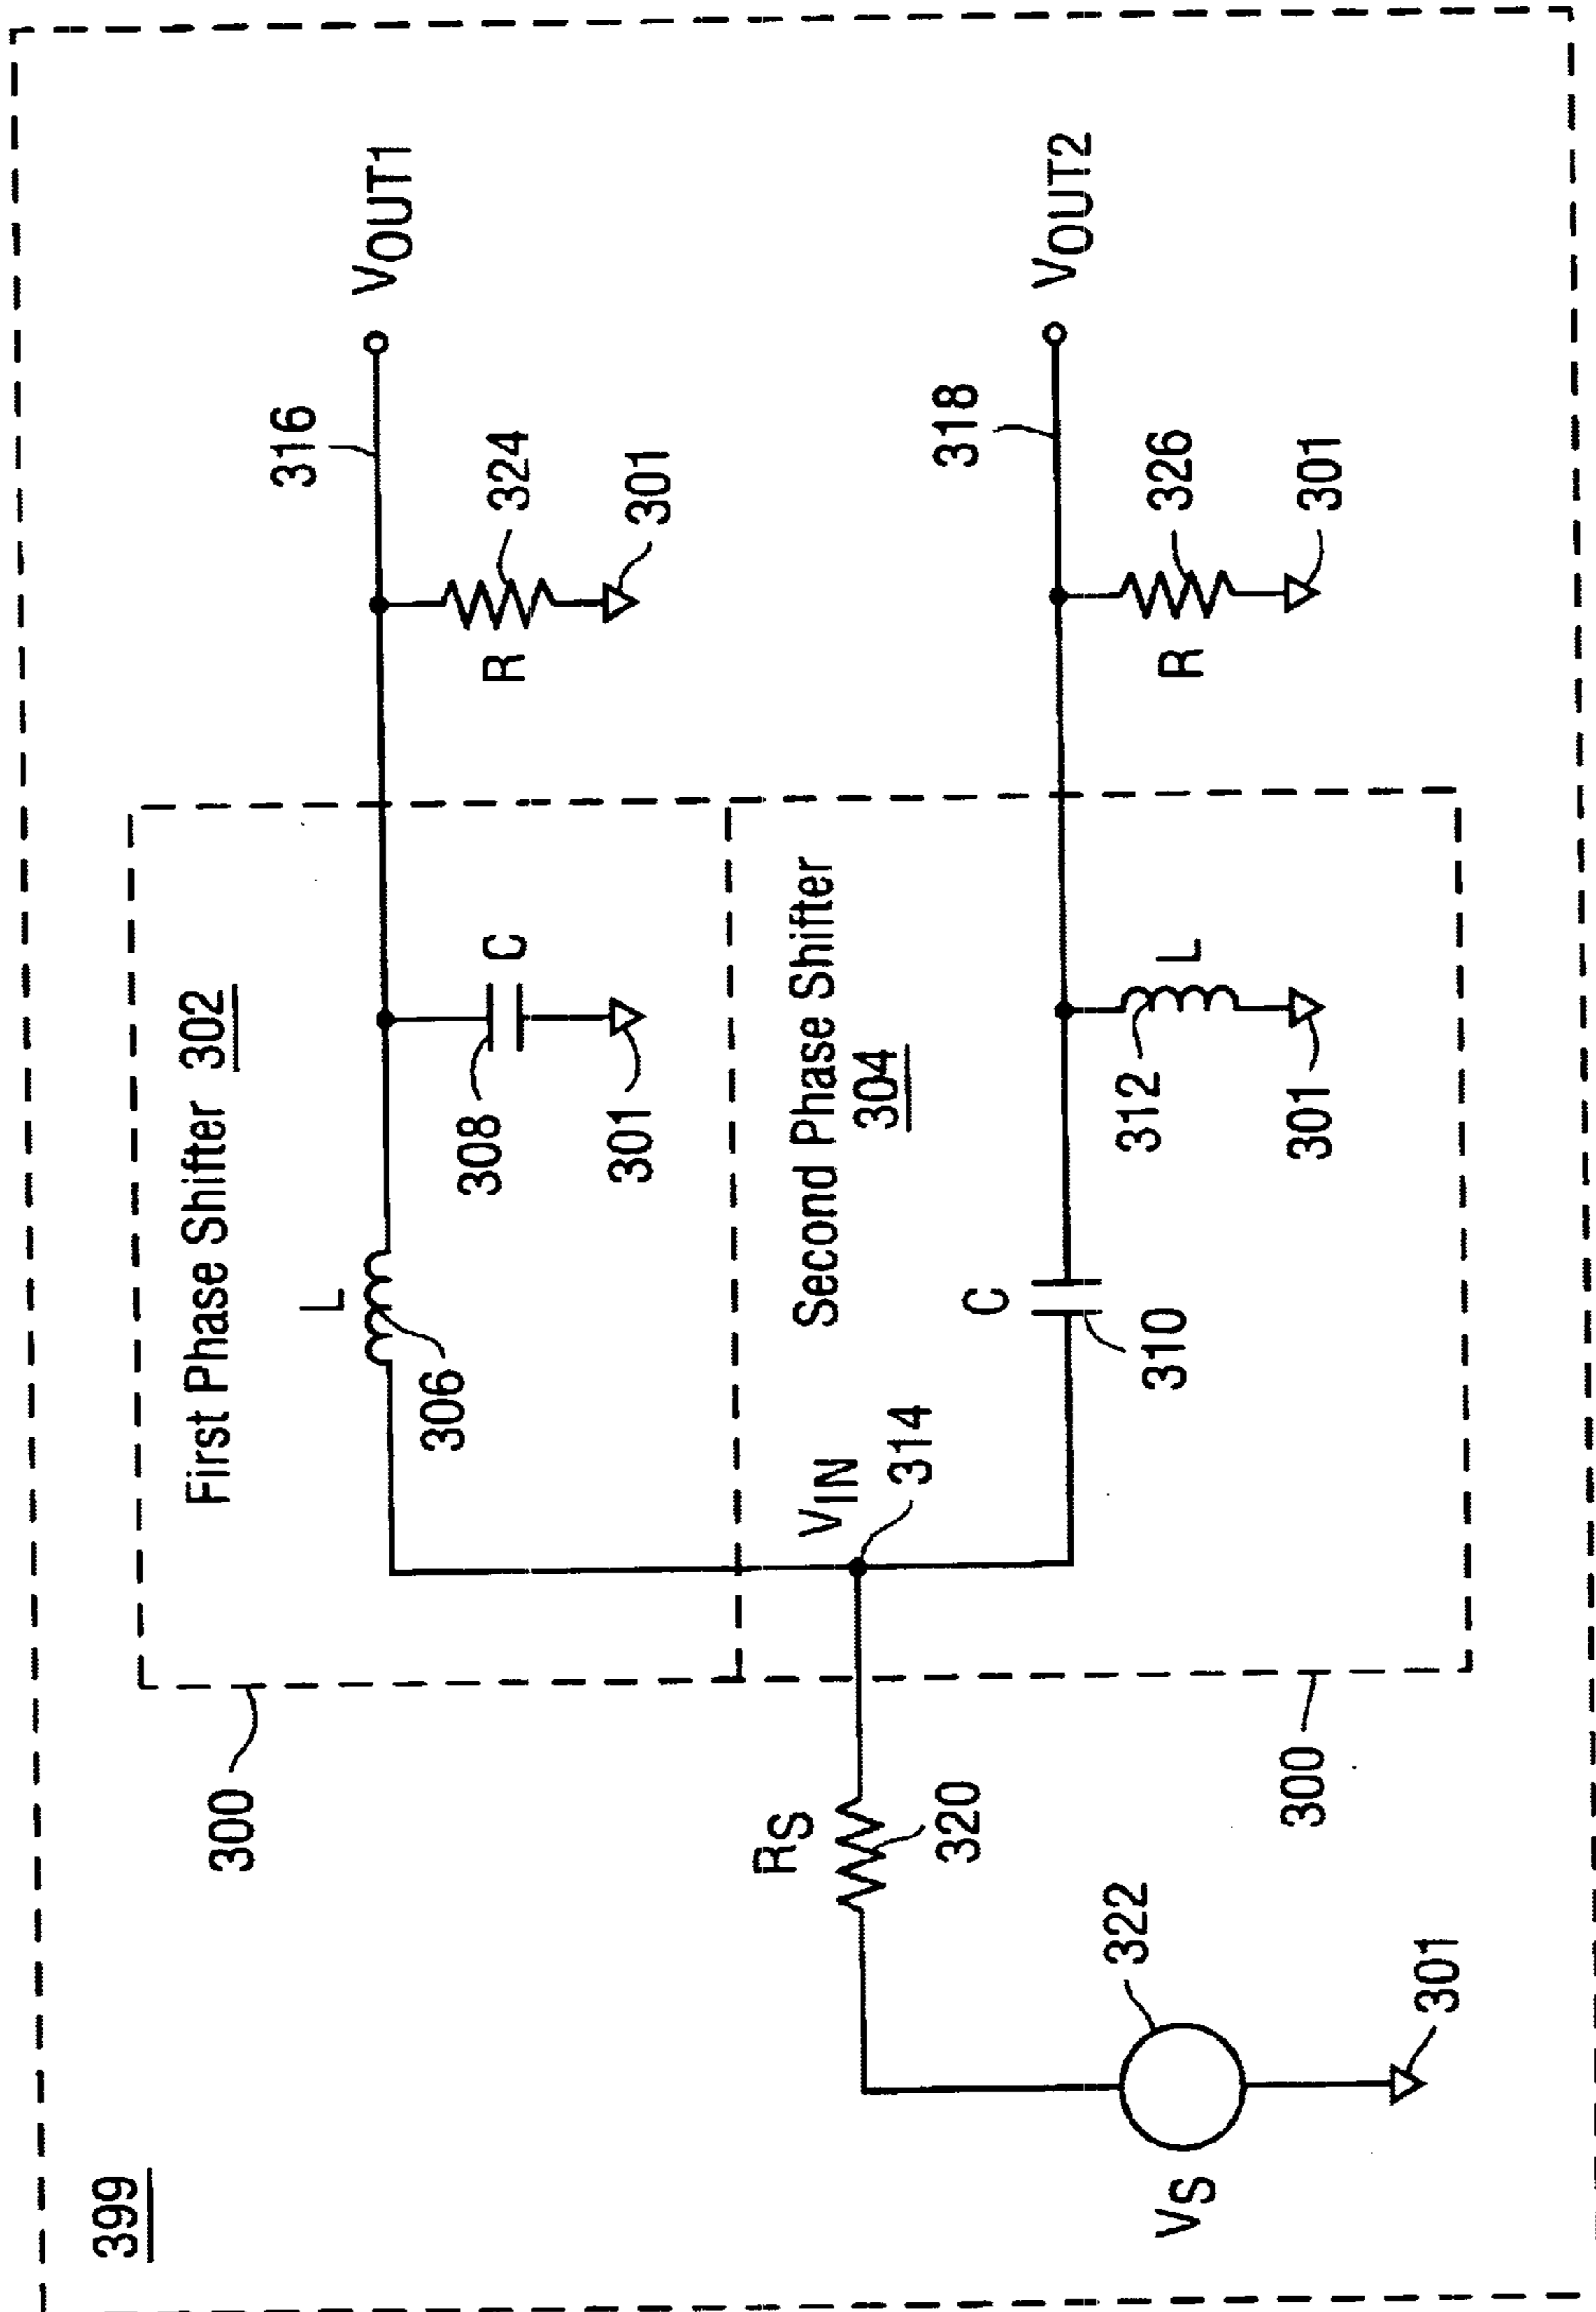 399
First Phase Shifter 302
L
306
C
308
301
316
VOUT1
324
R
301
300
VIN
314
Second Phase Shifter
304
C
310
L
312
301
318
VOUT2
326
R
301
300
RS
320
322
VS
301